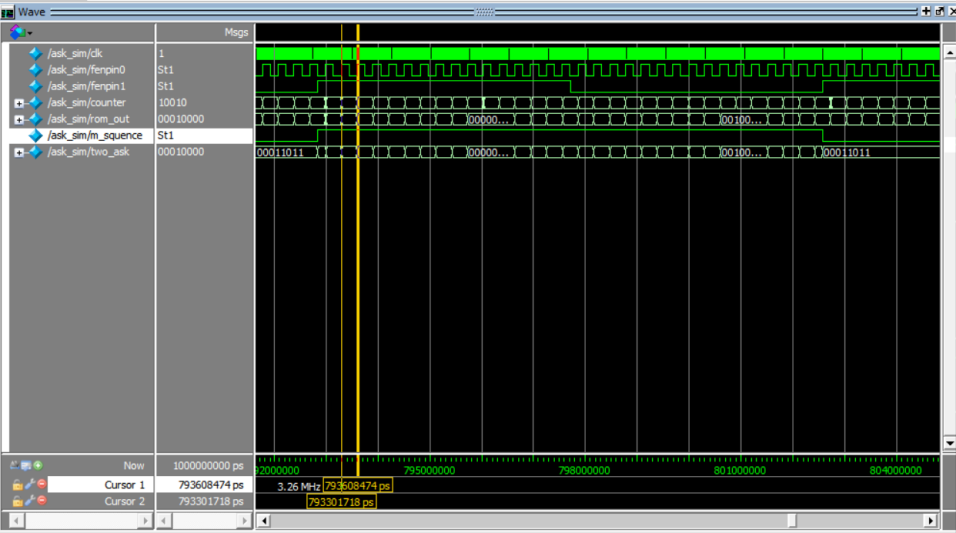 Wave
Msgs
/ask_sim/clk 1
/ask_sim/fenpin0 St1
/ask_sim/fenpin1 St1
/ask_sim/counter 10010
/ask_sim/rom_out 00010000 00000... 00100...
/ask_sim/m_squence St1
/ask_sim/two_ask 00010000 00011011 00000... 00100... 00011011
Now 1000000000 ps 92000000 795000000 798000000 801000000 804000000
Cursor 1 793608474 ps 3.26 MHz 793608474 ps
Cursor 2 793301718 ps 793301718 ps